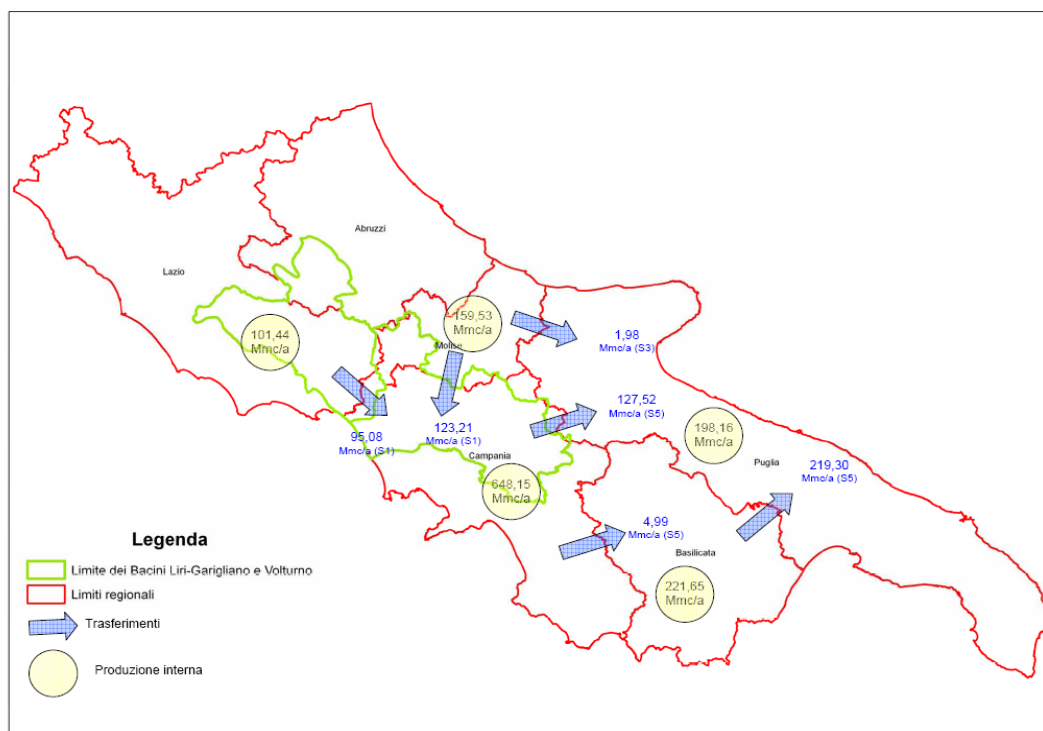 Abruzzi
Lazio
159,53
Mmc/a
Molise
101,44
Mmc/a
1,98
Mmc/a (S3)
127,52
Mmc/a (S5)
95,08
Mmc/a (S1)
123,21
Mmc/a (S1)
Campania
198,16
Mmc/a
Puglia
219,30
Mmc/a (S5)
648,15
Mmc/a
4,99
Mmc/a (S5)
Basilicata
221,65
Mmc/a
Legenda
Limite dei Bacini Liri-Garigliano e Volturno
Limiti regionali
Trasferimenti
Produzione interna